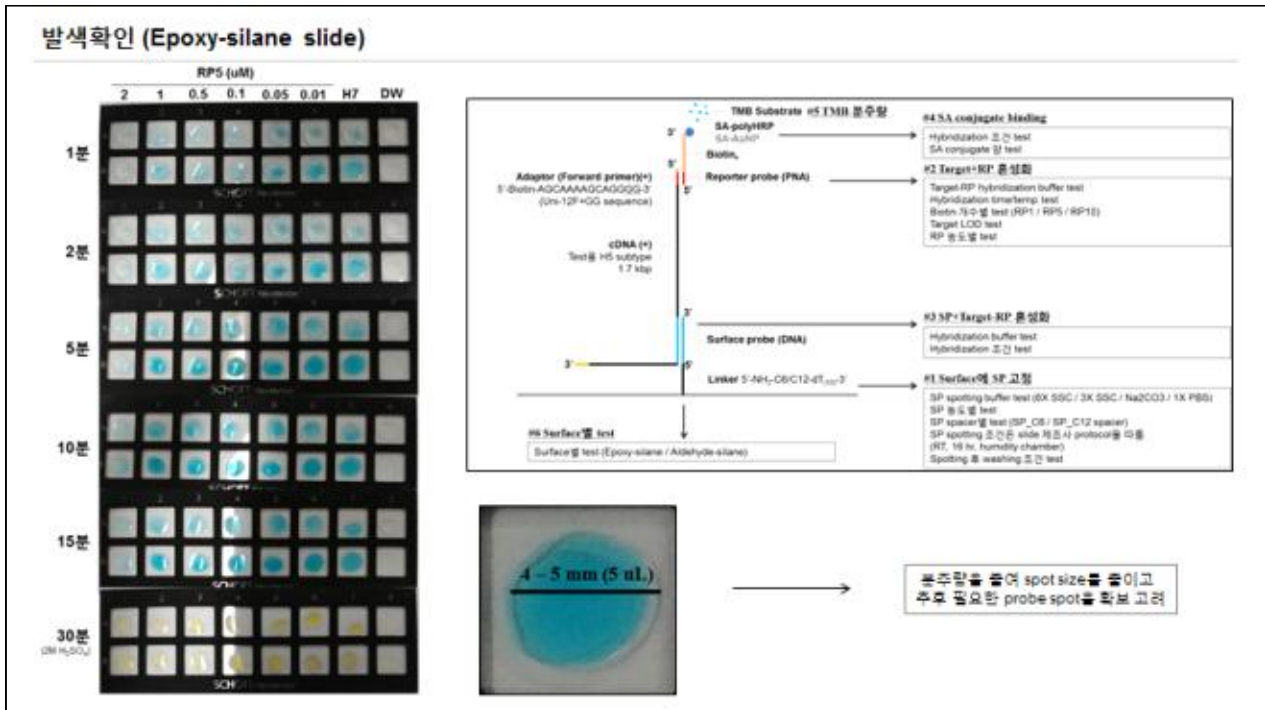 발색확인 (Epoxy-silane slide)
RP5 (uM)
2 1 0.5 0.1 0.05 0.01 H7 DW
1분
SCHOTT
2분
SCHOTT
5분
SCHOTT
10분
SCHOTT
15분
SCHOTT
30분
(2M H₂SO₄)
SCHOTT
TMB Substrate #5 TMB 분주량
3'
SA-polyHRP
SA-AuNP
Biotin,
5'
Reporter probe (PNA)
5'
Adaptor (Forward primer)(+)
5'-Biotin-AGCAAAAGCAGGGG-3'
(Uni-12F+GG sequence)
cDNA (+)
Test용 H5 subtype
1.7 kbp
3'
Surface probe (DNA)
3'
5'
Linker 5'-NH₂-C6/C12-dT
-3'
#6 Surface별 test
Surface별 test (Epoxy-silane / Aldehyde-silane)
#4 SA conjugate binding
Hybridization 조건 test
SA conjugate 양 test
#2 Target+RP 혼성화
Target-RP hybridization buffer test
Hybridization time/temp. test
Biotin 개수별 test (RP1 / RP5 / RP10)
Target LOD test
RP 농도별 test
#3 SP+Target-RP 혼성화
Hybridization buffer test
Hybridization 조건 test
#1 Surface에 SP 고정
SP spotting buffer test (6X SSC / 3X SSC / Na2CO3 / 1X PBS)
SP 농도별 test
SP spacer별 test (SP_C6 / SP_C12 spacer)
SP spotting 조건은 slide 제조사 protocol을 따름
(RT, 16 hr, humidity chamber)
Spotting 후 washing 조건 test
4 – 5 mm (5 uL)
분주량을 줄여 spot size를 줄이고
추후 필요한 probe spot을 확보 고려